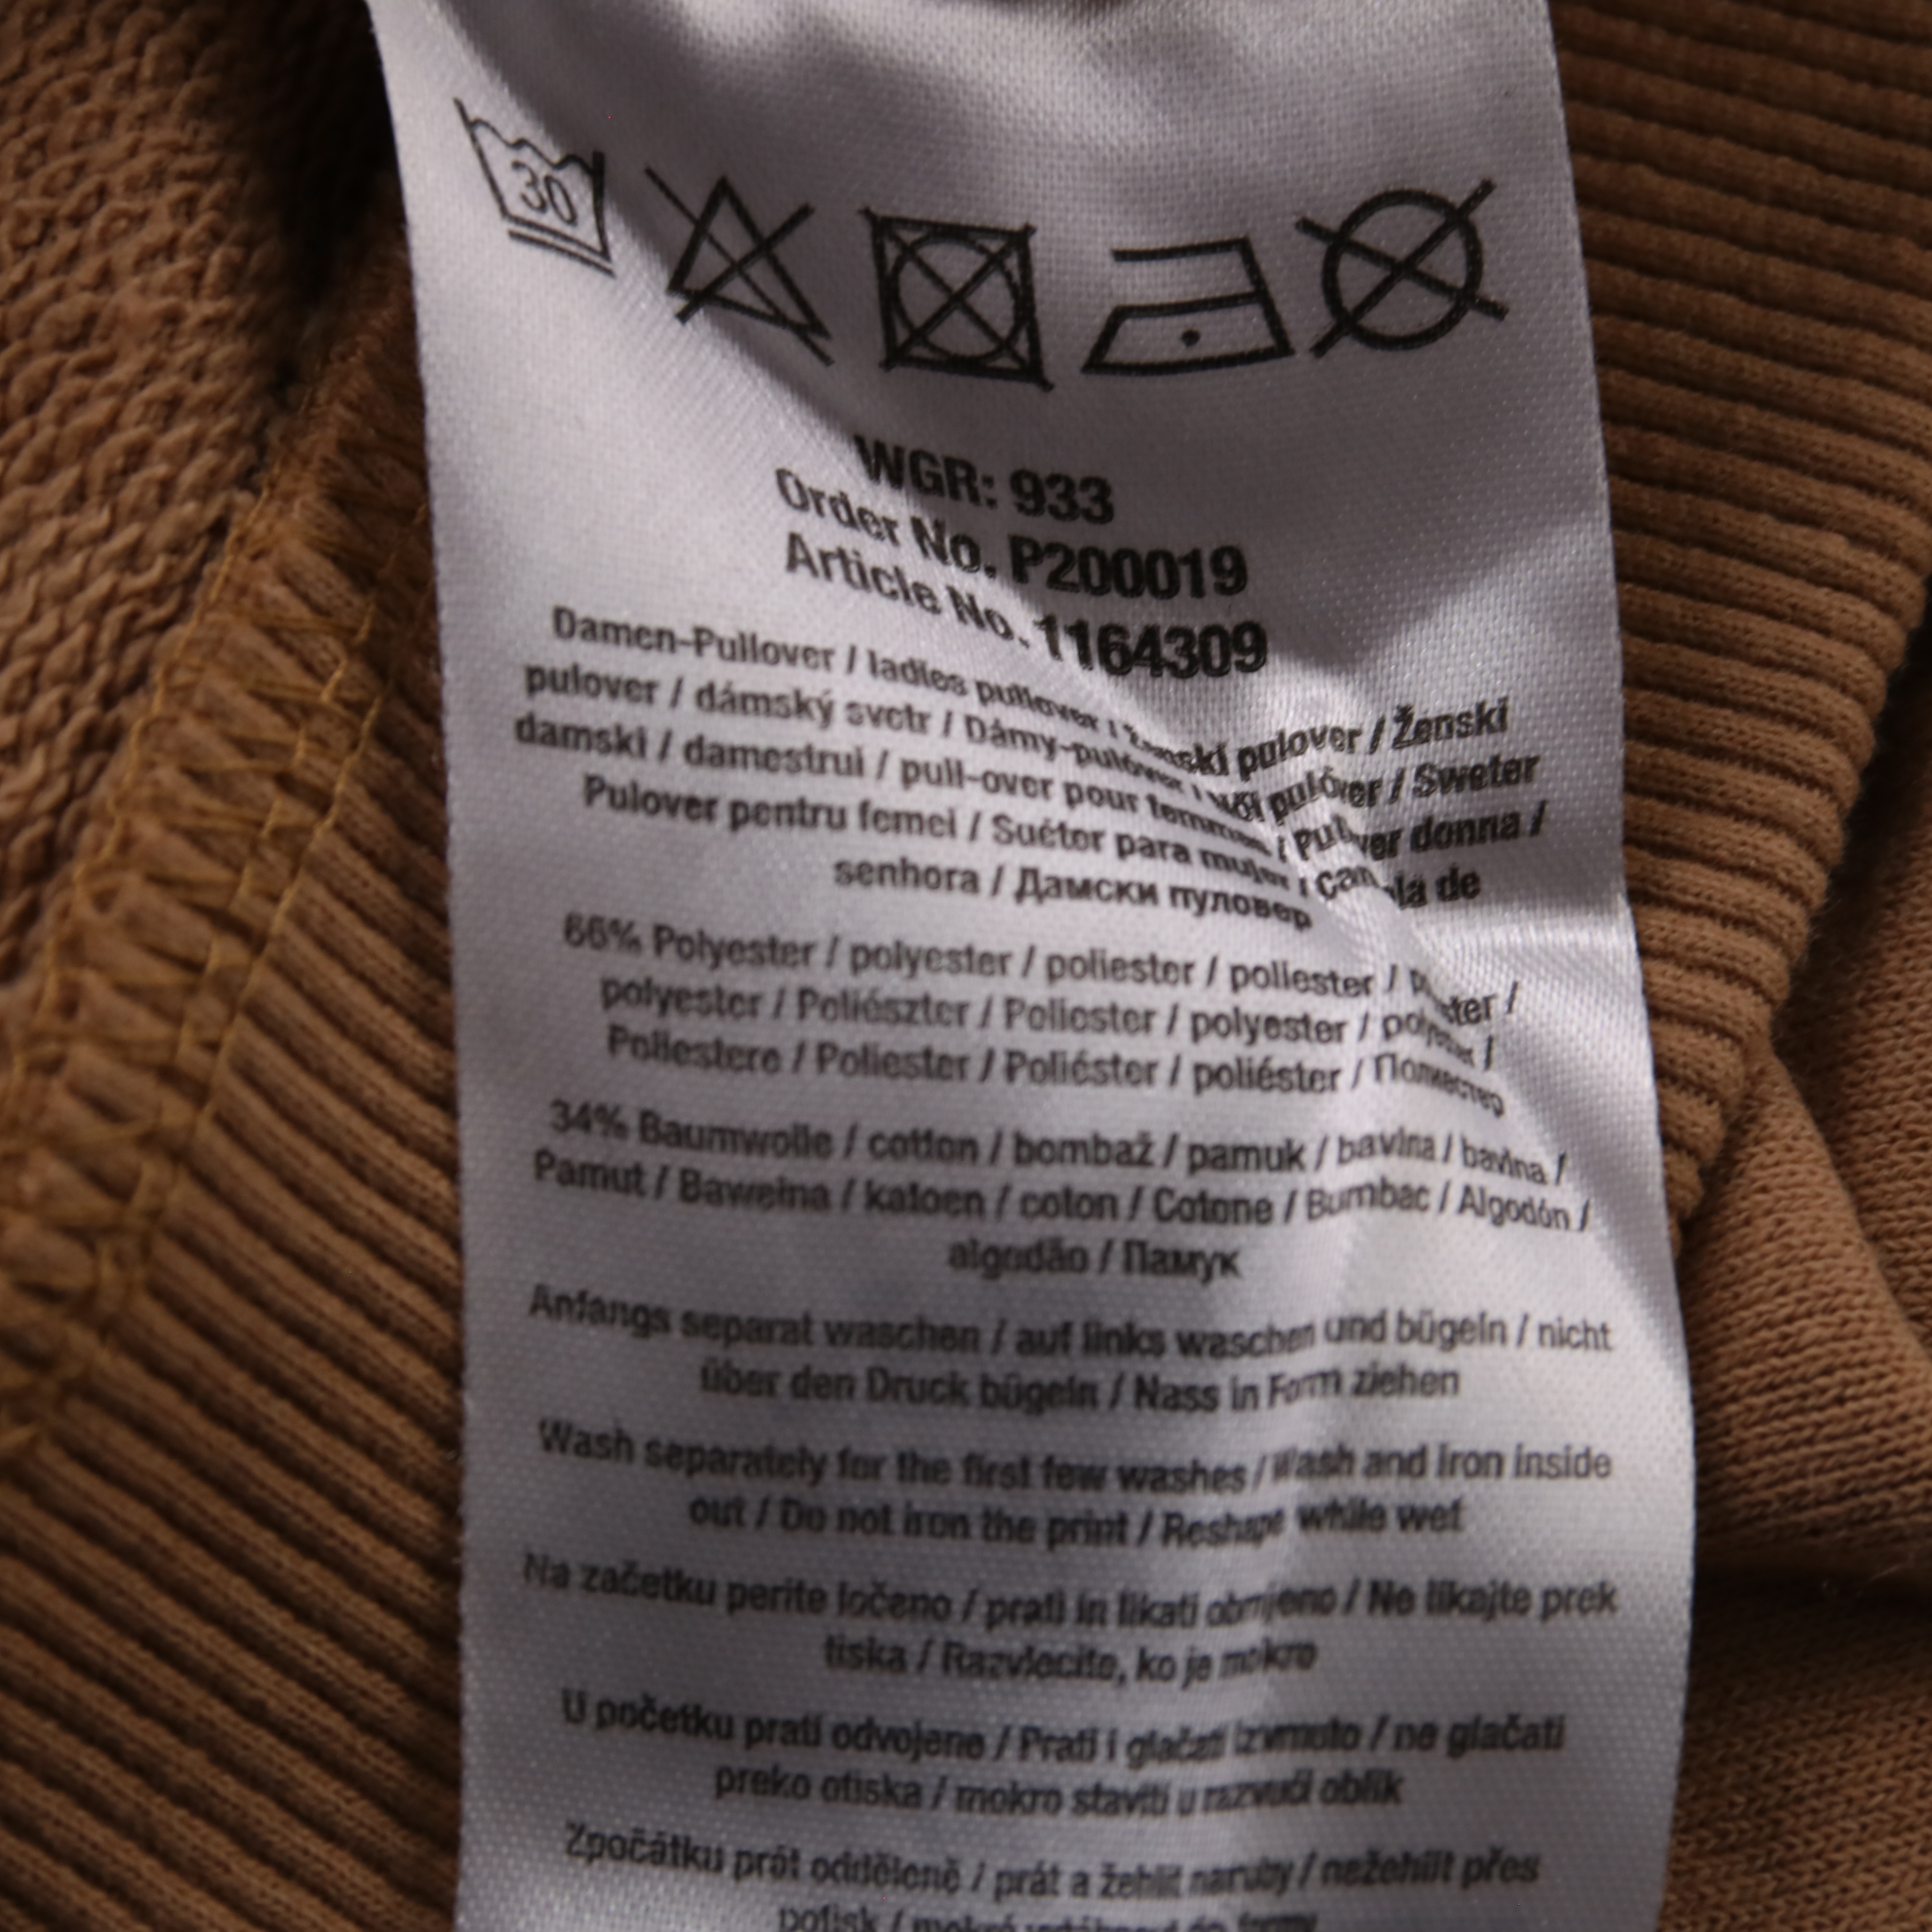 30
WGR: 933
Order No. P200019
Article No. 1164309
Damen-Pullover / ladies pullover / Ženski pulover / Ženski
pulover / dámský svetr / Dámy-pulóver / Női pulóver / Sweter
damski / damestrui / pull-over pour femmes / Pullover donna /
Pulover pentru femei / Suéter para mujer / camisola de
senhora / Дамски пуловер
66% Polyester / polyester / poliester / poliester / polyester /
polyester / Poliészter / Poliester / polyester / polyester /
Poliestere / Poliester / Poliéster / poliéster / Полиестер
34% Baumwolle / cotton / bombaž / pamuk / bavlna / bavlna /
Pamut / Bawełna / katoen / coton / Cotone / Bumbac / Algodón /
algodão / Памук
Anfangs separat waschen / auf links waschen und bügeln / nicht
über den Druck bügeln / Nass in Form ziehen
Wash separately for the first few washes / Wash and iron inside
out / Do not iron the print / Reshape while wet
Na začetku perite ločeno / prati in likati obrnjeno / Ne likajte prek
tiska / Razvlecite, ko je mokro
U početku prati odvojeno / Prati i glačati izvrnuto / ne glačati
preko otiska / mokro staviti u razvući oblik
Zpočátku prát odděleně / prát a žehlit naruby / nežehlit přes
potisk / mokré